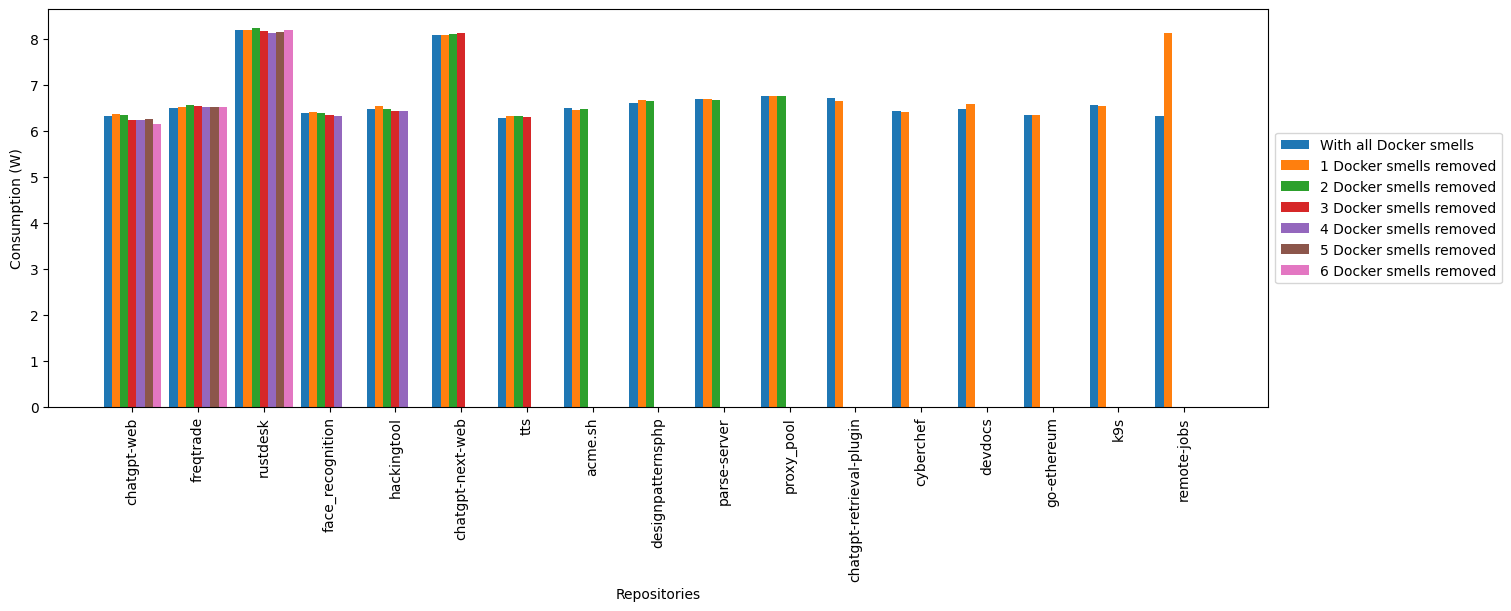 8
7
6
5
4
3
2
1
0
Consumption (W)
chatgpt-web
freqtrade
rustdesk
face_recognition
hackingtool
chatgpt-next-web
tts
acme.sh
designpatternsphp
parse-server
proxy_pool
chatgpt-retrieval-plugin
cyberchef
devdocs
go-ethereum
k9s
remote-jobs
Repositories
With all Docker smells
1 Docker smells removed
2 Docker smells removed
3 Docker smells removed
4 Docker smells removed
5 Docker smells removed
6 Docker smells removed